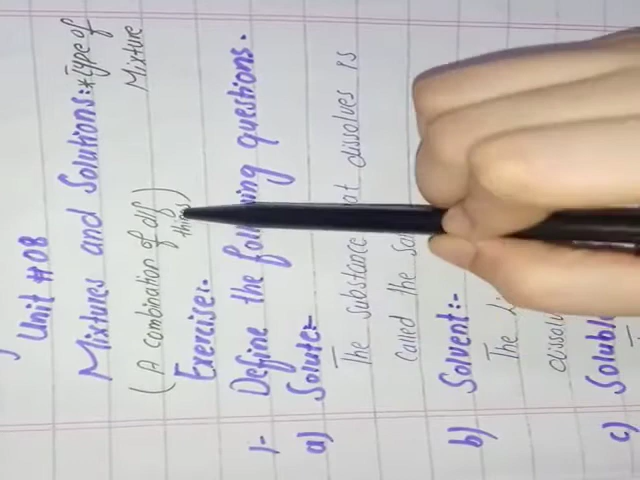 Unit #08
Mixtures and Solutions:- *Type of
Mixture
(A combination of dif
things)
Exercise:-
1- Define the following questions.
a) Solute:-
The substance that dissolves is
called the
b) Solvent:-
The
c)